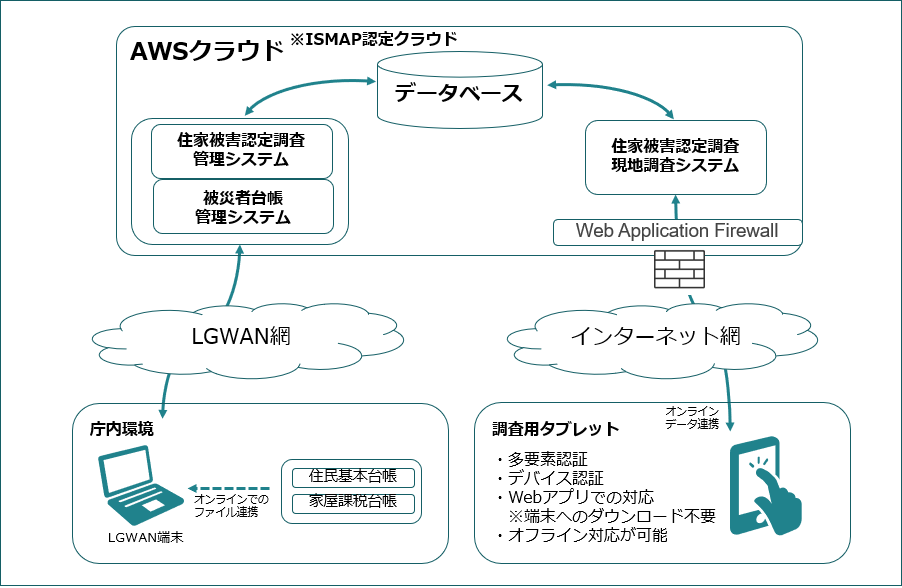 AWSクラウド ※ISMAP認定クラウド
データベース
住家被害認定調査
管理システム
被災者台帳
管理システム
住家被害認定調査
現地調査システム
Web Application Firewall
LGWAN網
インターネット網
庁内環境
LGWAN端末
オンラインでの
ファイル連携
住民基本台帳
家屋課税台帳
調査用タブレット
オンライン
データ連携
・多要素認証
・デバイス認証
・Webアプリでの対応
※端末へのダウンロード不要
・オフライン対応が可能